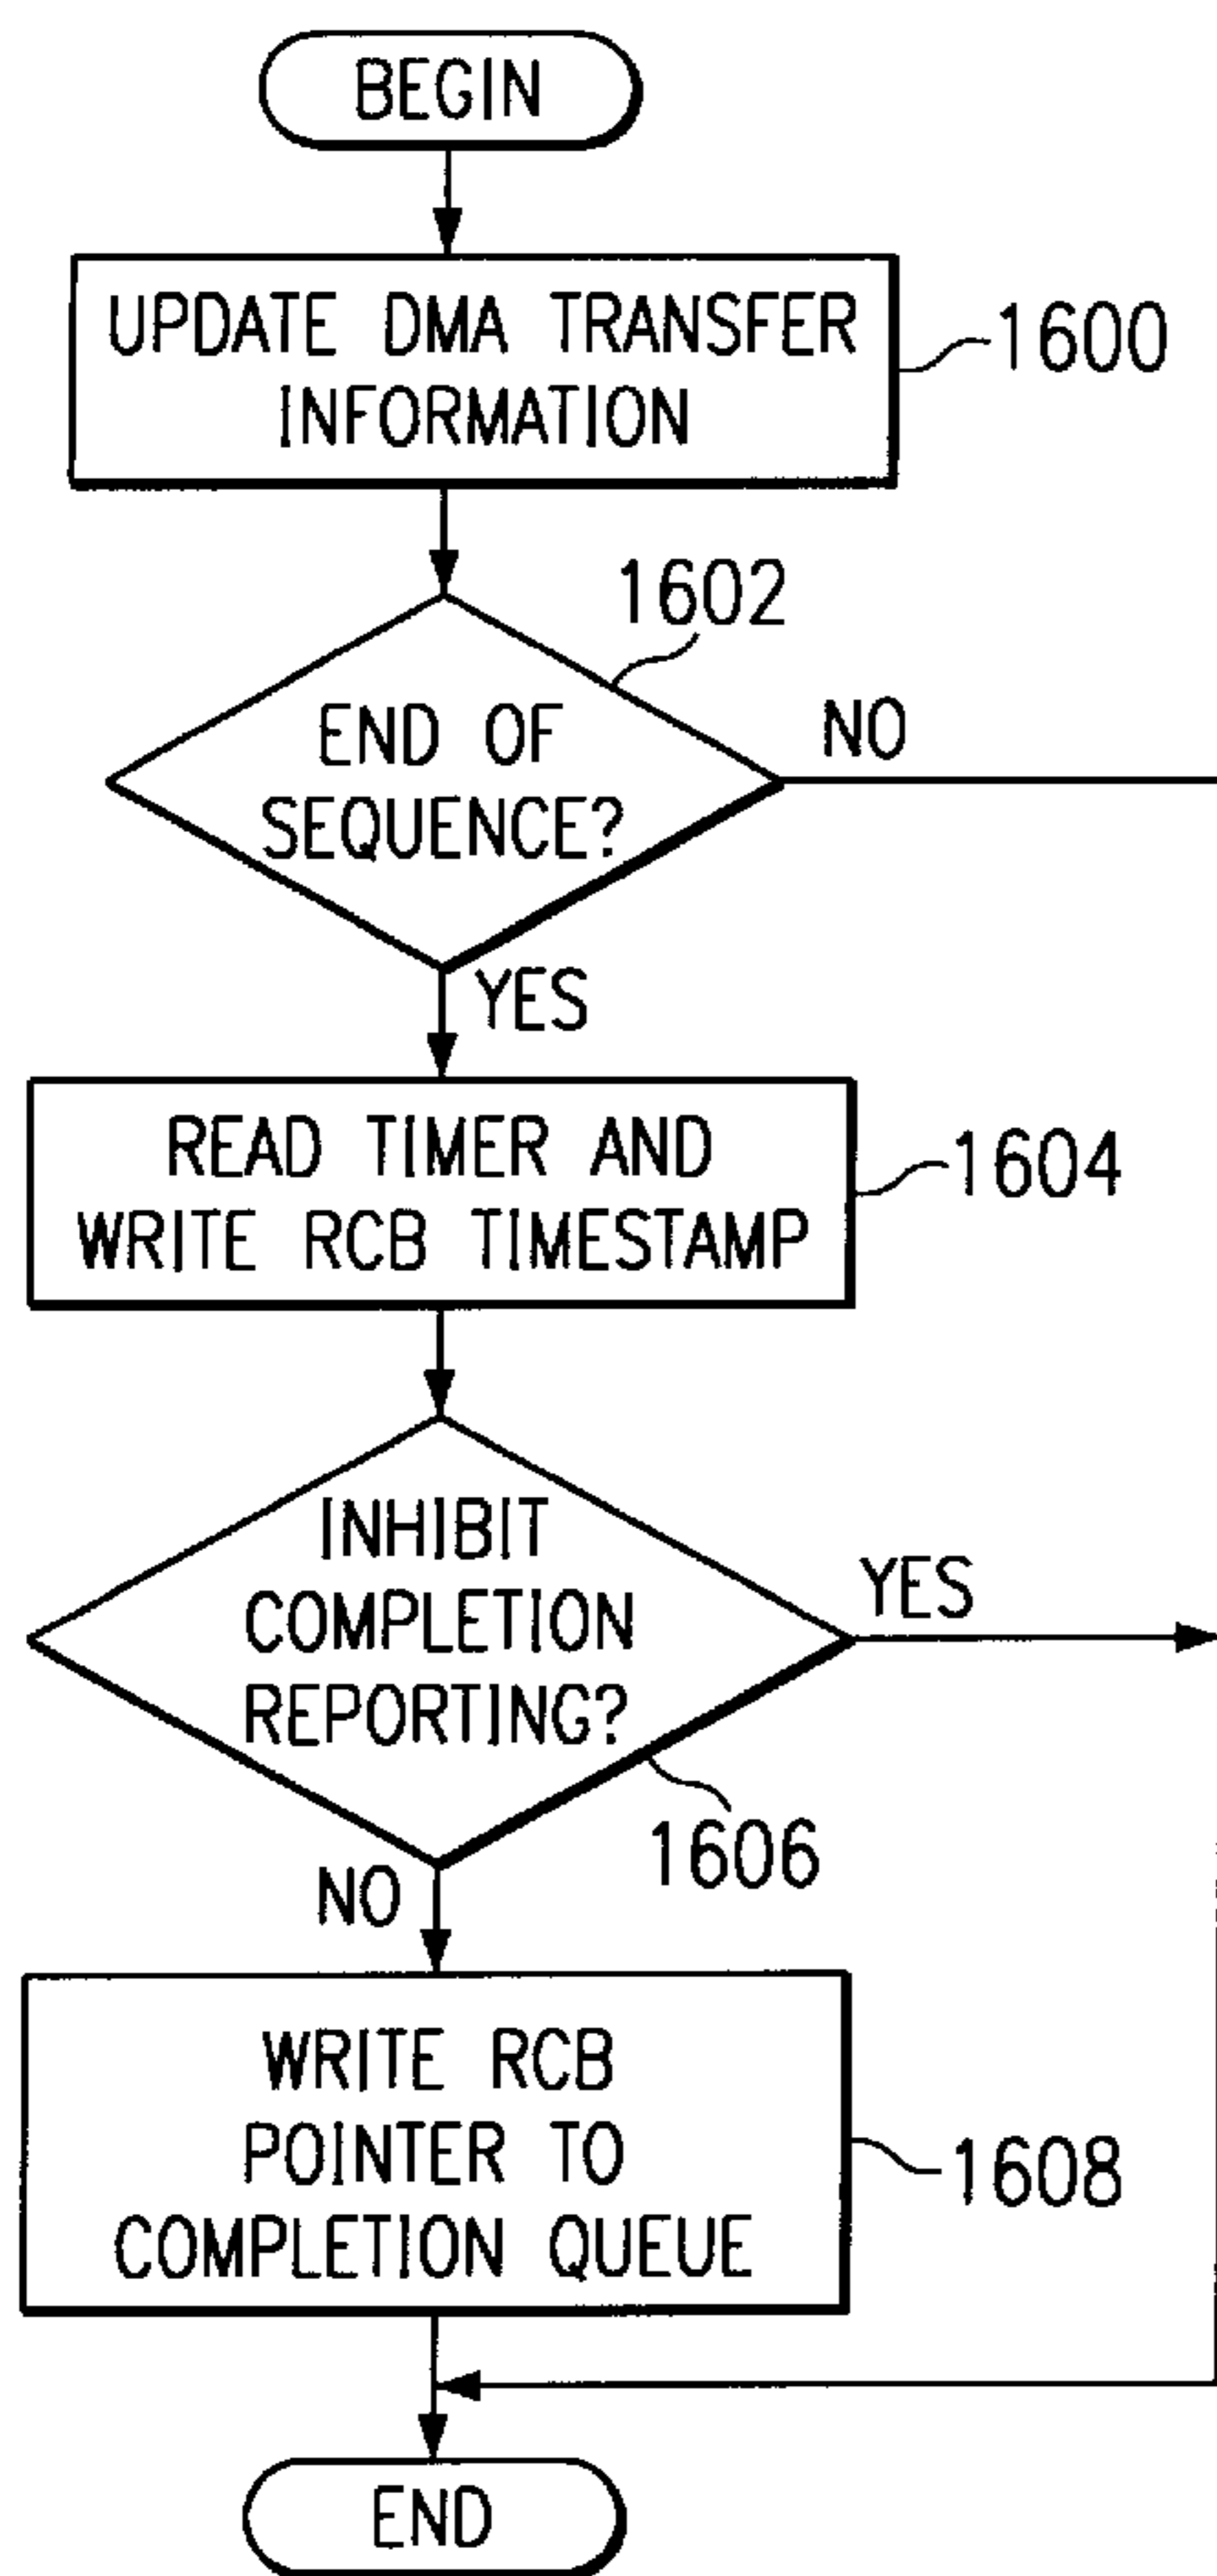 BEGIN
UPDATE DMA TRANSFER
INFORMATION
1600
1602
END OF
SEQUENCE?
NO
YES
READ TIMER AND
WRITE RCB TIMESTAMP
1604
INHIBIT
COMPLETION
REPORTING?
YES
1606
NO
WRITE RCB
POINTER TO
COMPLETION QUEUE
1608
END